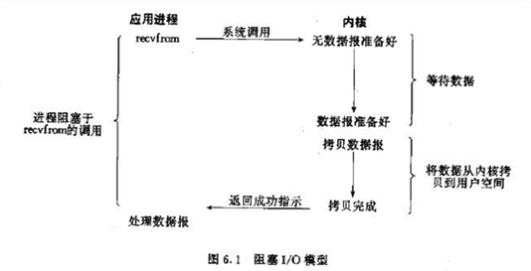 应用进程
内核
recvfrom
系统调用
无数据报准备好
等待数据
数据报准备好
进程阻塞于
recvfrom的调用
拷贝数据报
将数据从内核拷
贝到用户空间
返回成功指示
拷贝完成
处理数据报
图 6.1 阻塞 I/O 模型